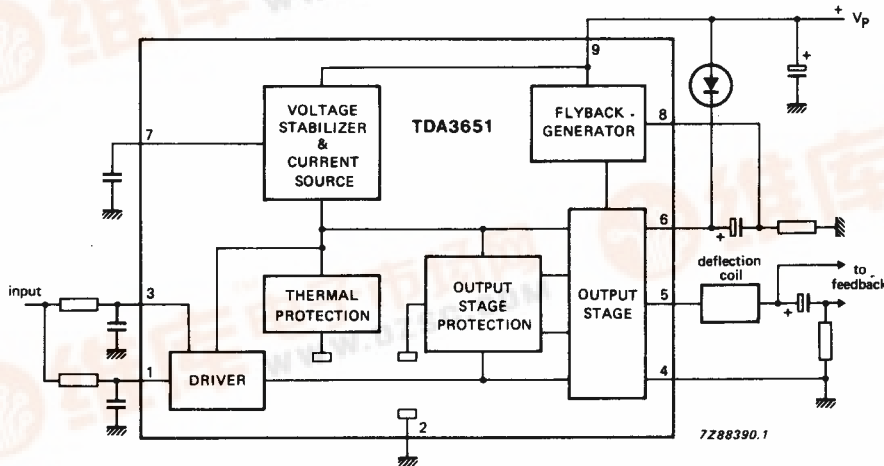 + V_P
9
+
VOLTAGE
STABILIZER
&
CURRENT
SOURCE
TDA3651
FLYBACK -
GENERATOR
7
8
6
+
deflection
coil
to
feedback
input
3
THERMAL
PROTECTION
OUTPUT
STAGE
PROTECTION
OUTPUT
STAGE
5
+
1
DRIVER
4
2
7Z88390.1